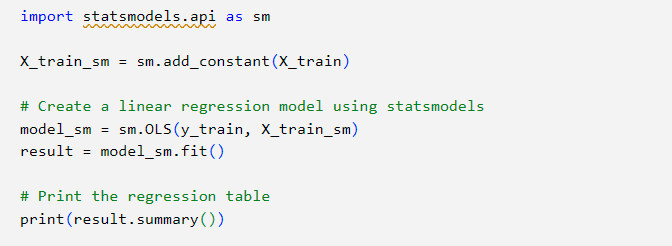 import statsmodels.api as sm
X_train_sm = sm.add_constant(X_train)
# Create a linear regression model using statsmodels
model_sm = sm.OLS(y_train, X_train_sm)
result = model_sm.fit()
# Print the regression table
print(result.summary())